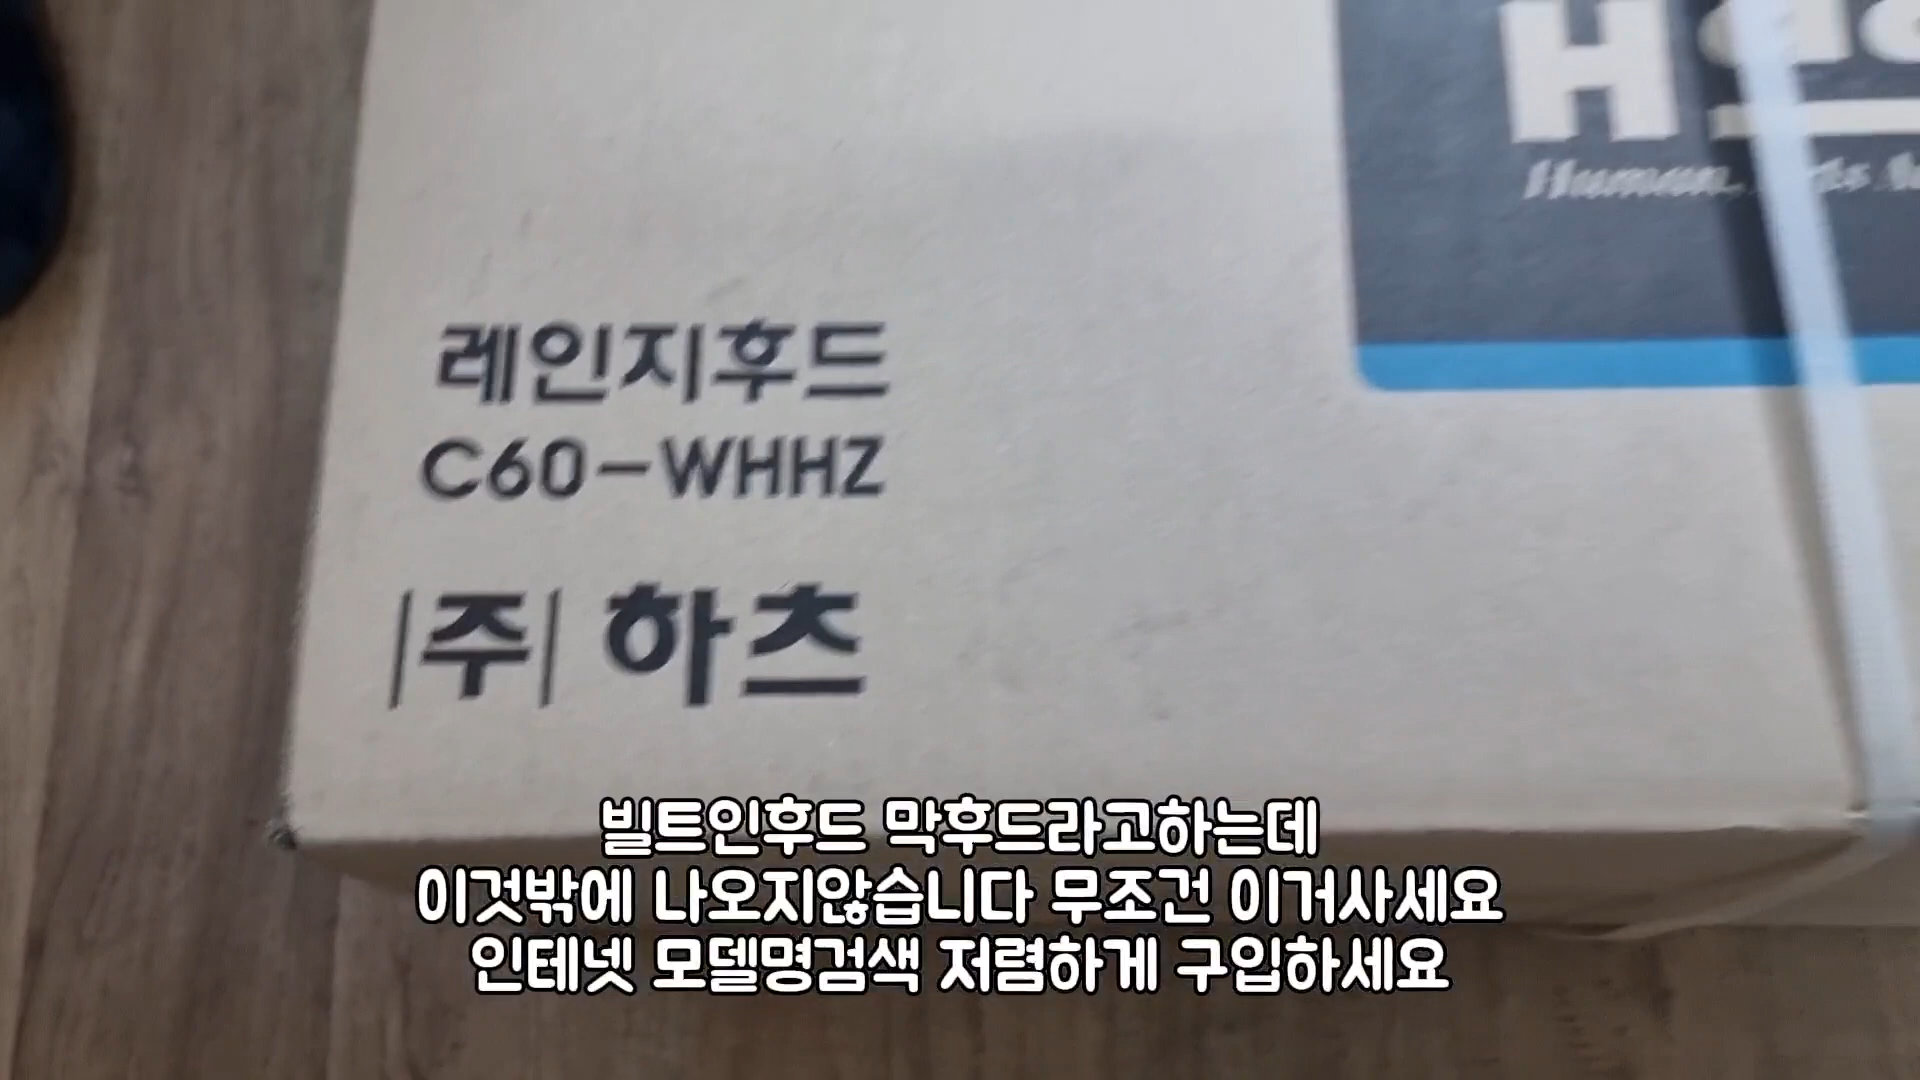 Human,
레인지후드
C60-WHHZ
|주| 하츠
빌트인후드 막후드라고하는데
이것밖에 나오지않습니다 무조건 이거사세요
인테넷 모델명검색 저렴하게 구입하세요